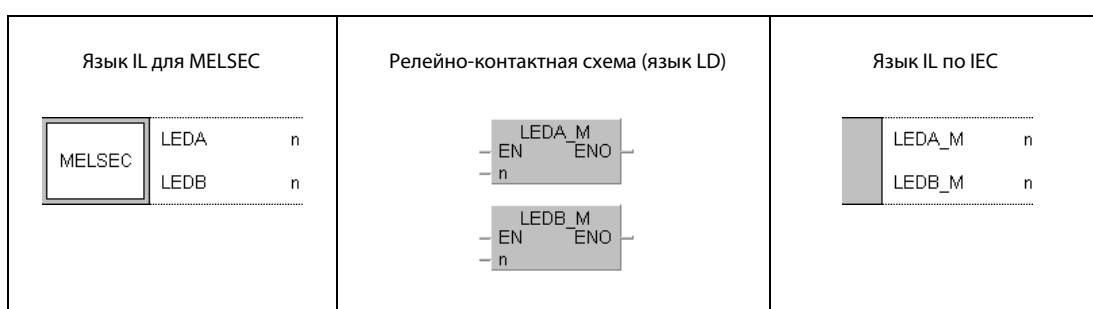 Язык IL для MELSEC
MELSEC
LEDA n
LEDB n
Релейно-контактная схема (язык LD)
LEDA_M
EN ENO
n
LEDB_M
EN ENO
n
Язык IL по IEC
LEDA_M n
LEDB_M n